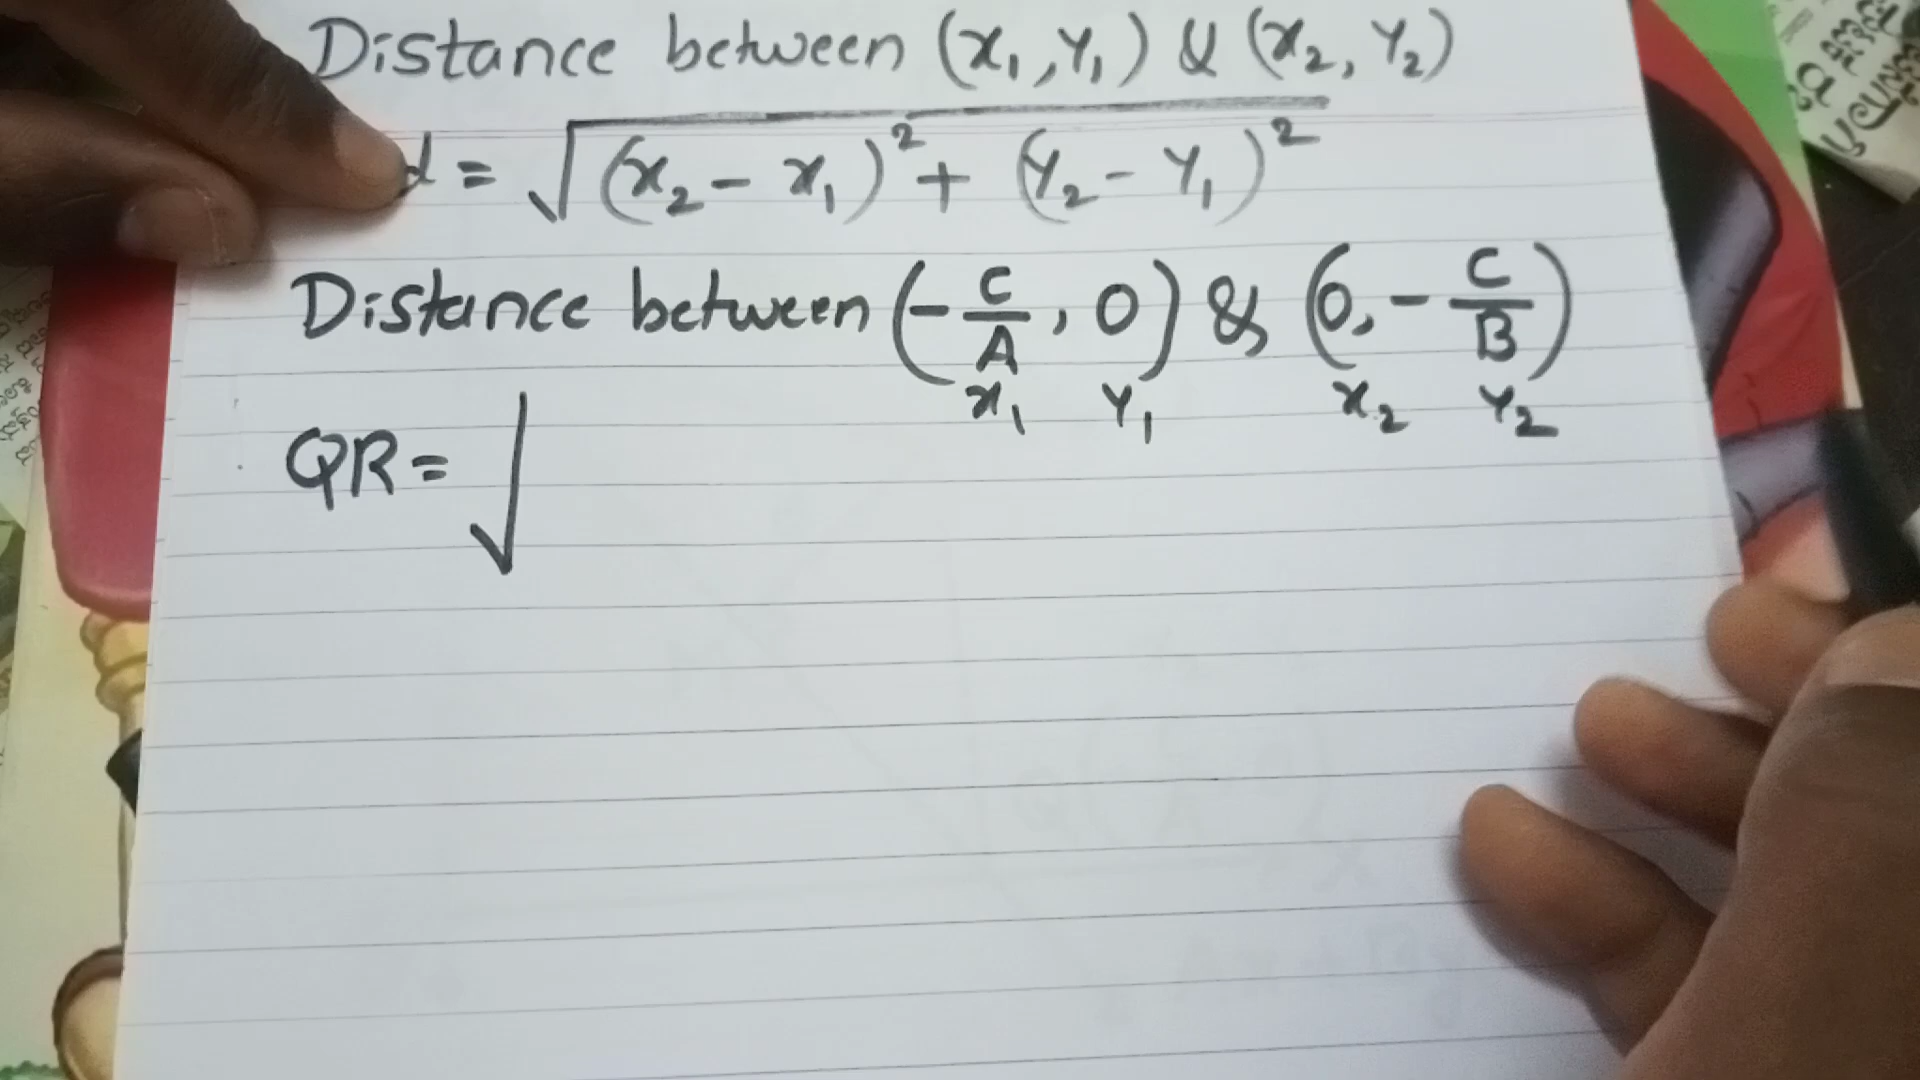 Distance between (x₁, y₁) & (x₂, y₂)
d = √(x₂ - x₁)² + (y₂ - y₁)²
Distance between (-C/A, 0) & (0, -C/B)
x₁ y₁ x₂ y₂
QR = √